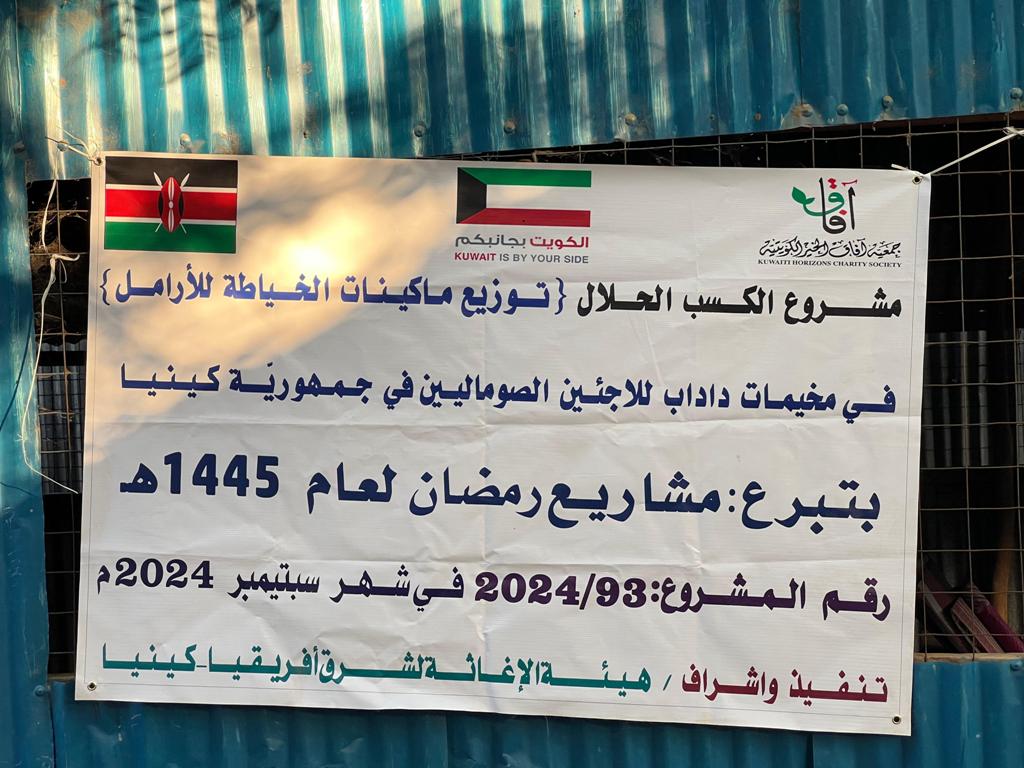 الكويت بجانبكم
KUWAIT IS BY YOUR SIDE
آفاق
جمعية آفاق الخير الكويتية
KUWAITI HORIZONS CHARITY SOCIETY
مشروع الكسب الحلال {توزيع ماكينات الخياطة للأرامل}
في مخيمات داداب للاجئين الصوماليين في جمهوريّة كينيا
بتبرع: مشاريع رمضان لعام 1445هـ
رقم المشروع: 2024/93 في شهر سبتيمبر 2024م
تنفيذ واشراف / هيئة الإغاثة لشرق أفريقيا-كينيا